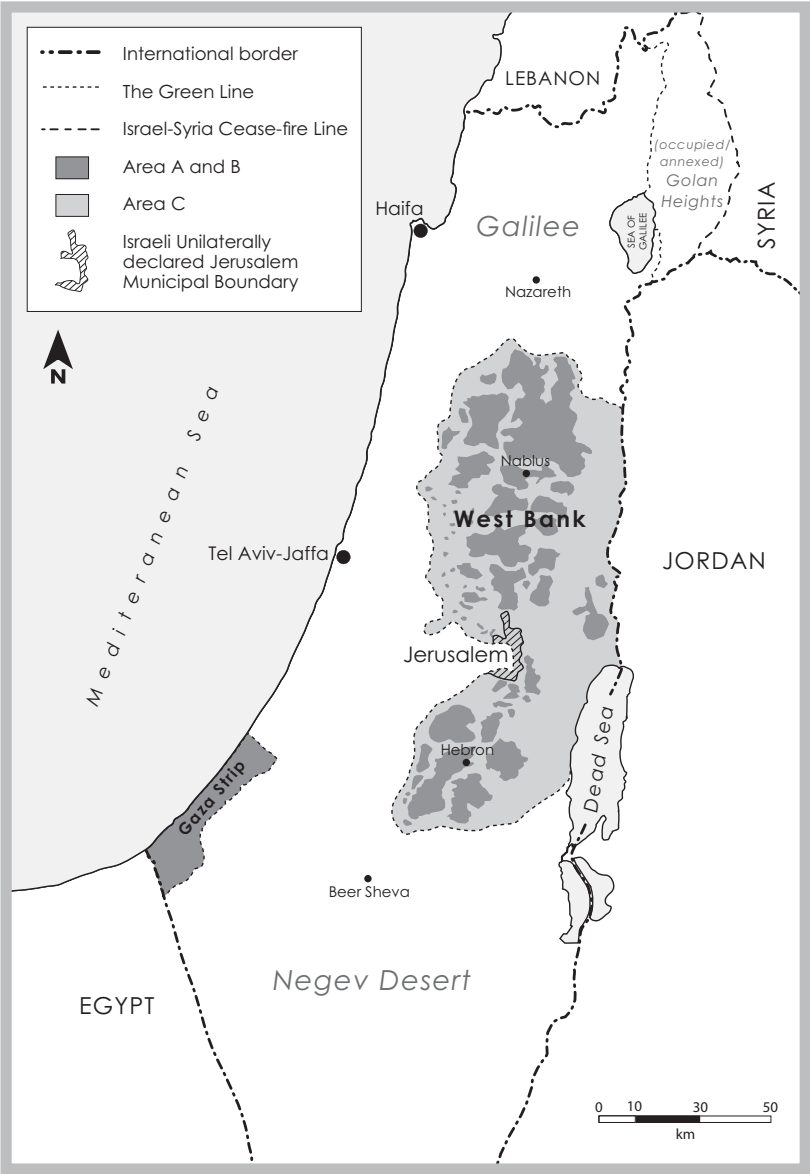 International border
The Green Line
Israel-Syria Cease-fire Line
Area A and B
Area C
Israeli Unilaterally
declared Jerusalem
Municipal Boundary
N
LEBANON
(occupied/
annexed)
Golan
Heights
SYRIA
Haifa
Galilee
SEA OF
GALILEE
Nazareth
Mediteranean Sea
Nablus
West Bank
Tel Aviv-Jaffa
JORDAN
Jerusalem
Dead Sea
Hebron
Gaza Strip
Beer Sheva
Negev Desert
EGYPT
0 10 30 50
km